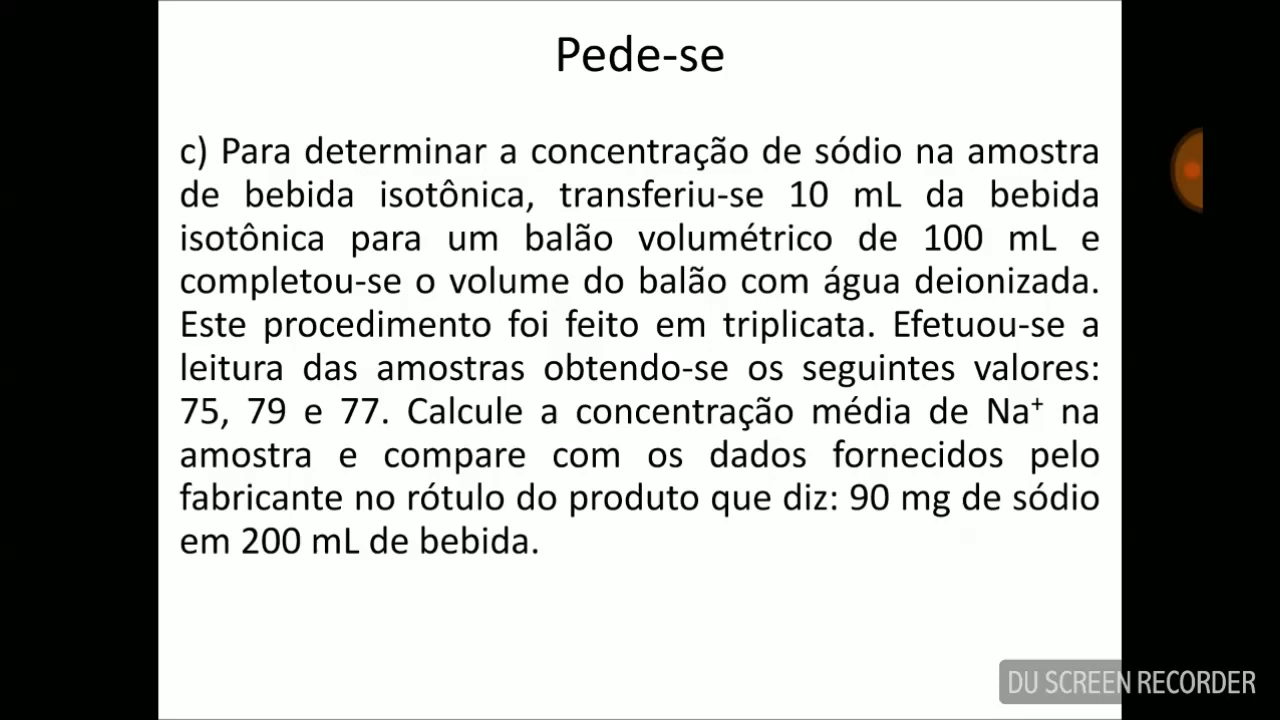 Pede-se
c) Para determinar a concentração de sódio na amostra
de bebida isotônica, transferiu-se 10 mL da bebida
isotônica para um balão volumétrico de 100 mL e
completou-se o volume do balão com água deionizada.
Este procedimento foi feito em triplicata. Efetuou-se a
leitura das amostras obtendo-se os seguintes valores:
75, 79 e 77. Calcule a concentração média de Na⁺ na
amostra e compare com os dados fornecidos pelo
fabricante no rótulo do produto que diz: 90 mg de sódio
em 200 mL de bebida.
DU SCREEN RECORDER